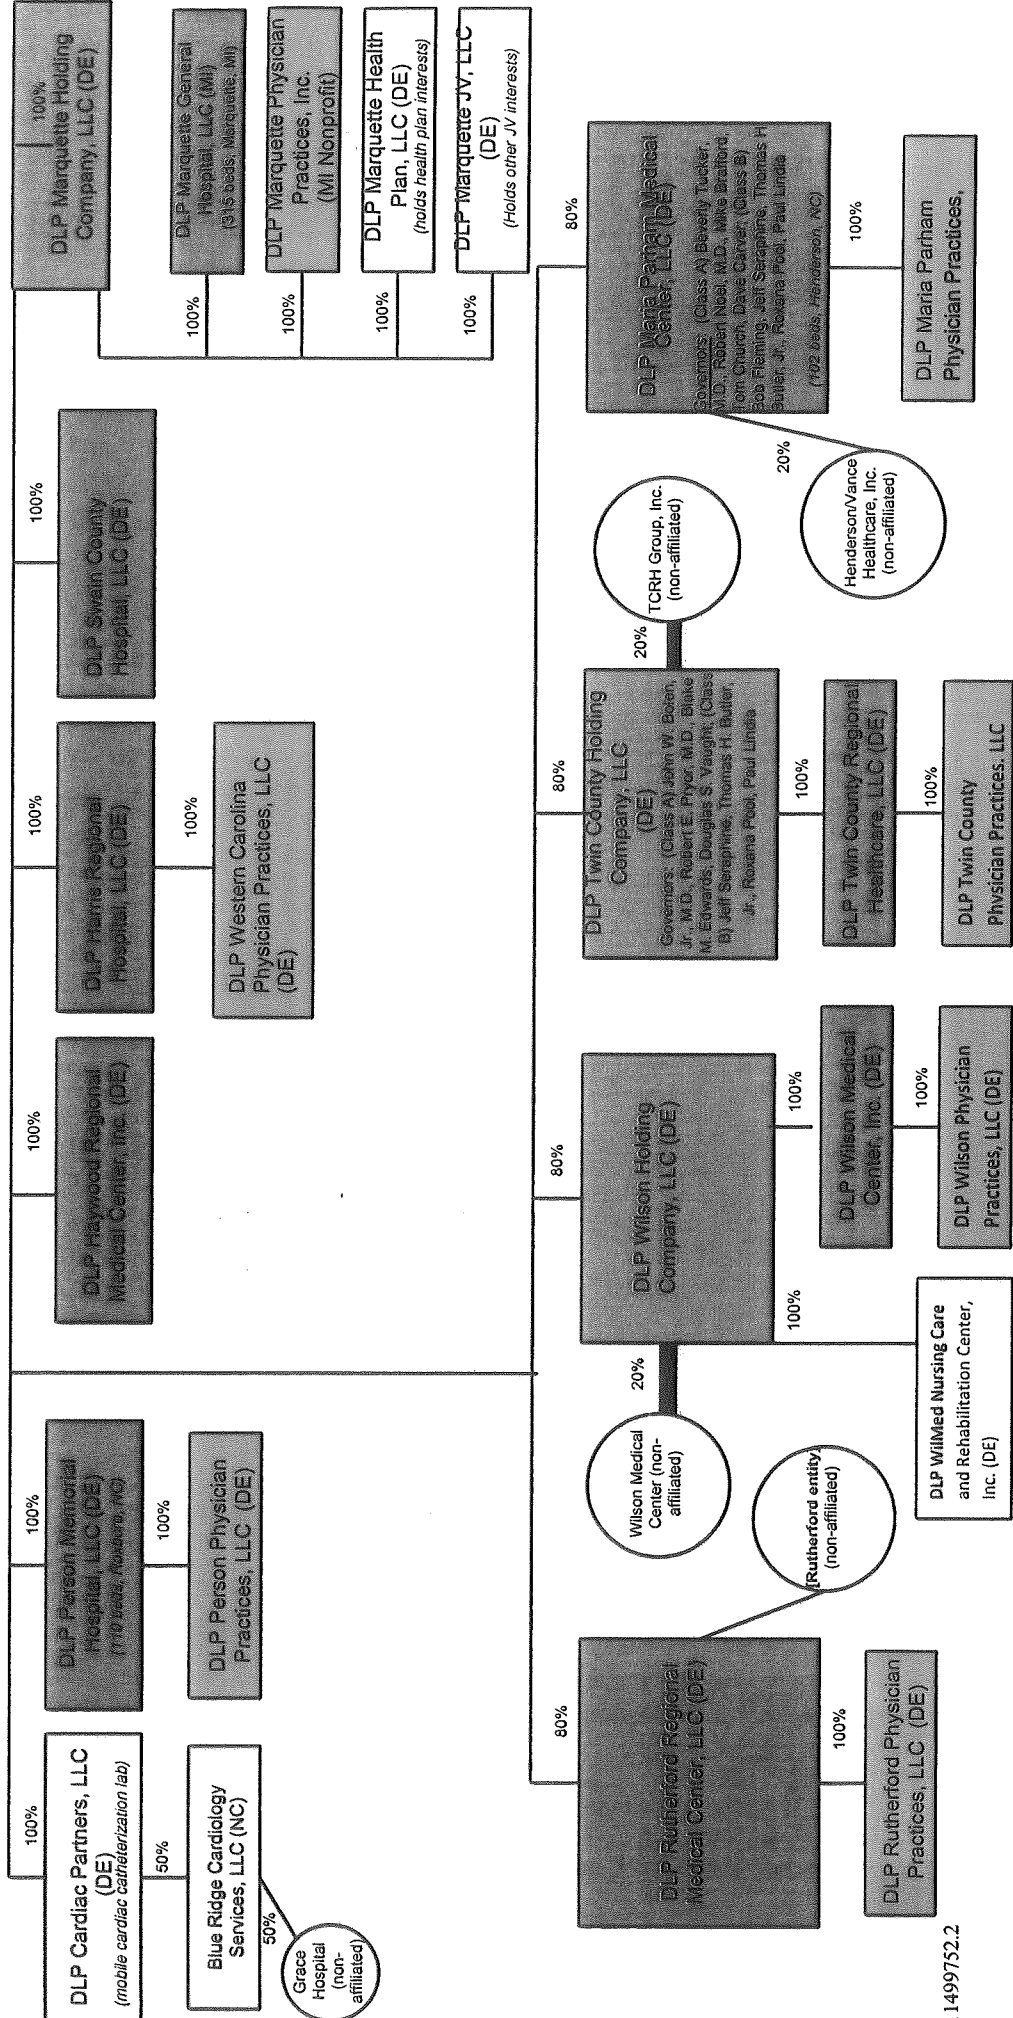 100%
DLP Cardiac Partners, LLC
(DE)
(mobile cardiac catheterization lab)
50%
Blue Ridge Cardiology
Services, LLC (NC)
50%
Grace
Hospital
(non-
affiliated)
100%
DLP Person Memorial
Hospital, LLC (DE)
(110 beds, Roxboro, NC)
100%
DLP Person Physician
Practices, LLC (DE)
100%
DLP Haywood Regional
Medical Center, Inc. (DE)
100%
DLP Harris Regional
Hospital, LLC (DE)
100%
DLP Western Carolina
Physician Practices, LLC
(DE)
100%
DLP Swain County
Hospital, LLC (DE)
100%
DLP Marquette Holding
Company, LLC (DE)
100%
DLP Marquette General
Hospital, LLC (MI)
(315 beds; Marquette, MI)
100%
DLP Marquette Physician
Practices, Inc.
(MI Nonprofit)
100%
DLP Marquette Health
Plan, LLC (DE)
(holds health plan interests)
100%
DLP Marquette JV, LLC
(DE)
(Holds other JV interests)
80%
DLP Rutherford Regional
Medical Center, LLC (DE)
[Rutherford entity]
(non-affiliated)
100%
DLP Rutherford Physician
Practices, LLC (DE)
80%
DLP Wilson Holding
Company, LLC (DE)
20%
Wilson Medical
Center (non-
affiliated)
100%
DLP WilMed Nursing Care
and Rehabilitation Center,
Inc. (DE)
100%
DLP Wilson Medical
Center, Inc. (DE)
100%
DLP Wilson Physician
Practices, LLC (DE)
80%
DLP Twin County Holding
Company, LLC
(DE)
Governors: (Class A) John W. Bolen,
Jr., M.D., Robert E. Pryor, M.D. Blake
M. Edwards, Douglas S. Vaught; (Class
B) Jeff Seraphine, Thomas H. Butler,
Jr., Roxana Pool, Paul Lindia
20%
TCRH Group, Inc.
(non-affiliated)
100%
DLP Twin County Regional
Healthcare, LLC (DE)
100%
DLP Twin County
Physician Practices, LLC
80%
DLP Maria Parham Medical
Center, LLC (DE)
Governors: (Class A) Beverly Tucker,
M.D., Robert Noel, M.D., Mike
Tom Church, Dave Carver (Class B)
Bob Fleming, Jeff Seraphine, Thomas H
Butler, Jr., Roxana Pool, Paul Lindia
(102 beds, Henderson, NC)
20%
Henderson/Vance
Healthcare, Inc.
(non-affiliated)
100%
DLP Maria Parham
Physician Practices,
1499752.2